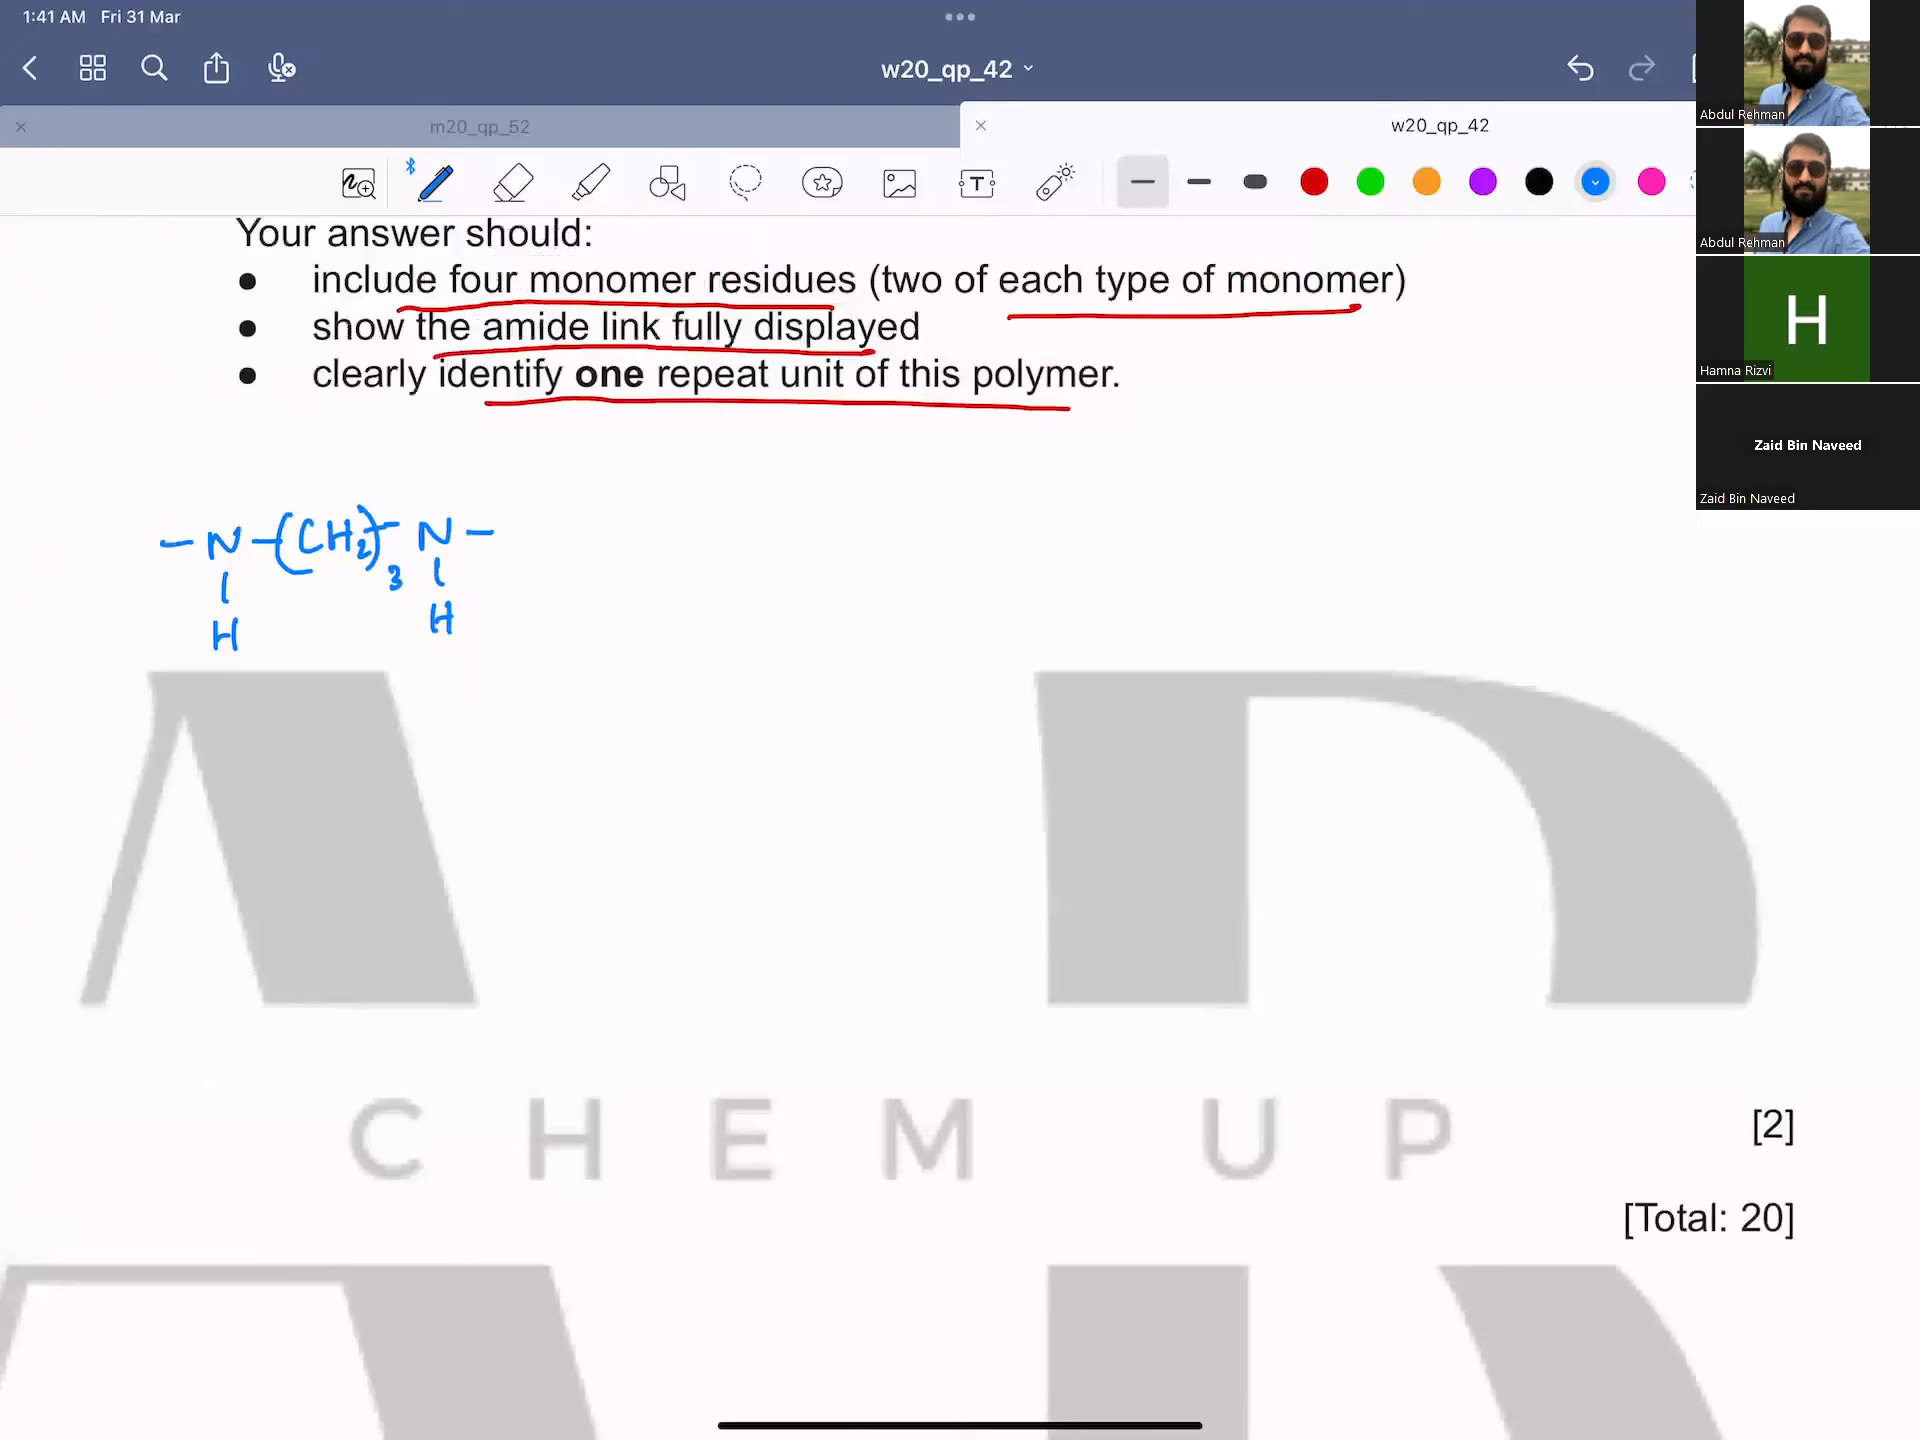 1:41 AM Fri 31 Mar
w20_qp_42
m20_qp_52
w20_qp_42
Your answer should:
• include four monomer residues (two of each type of monomer)
• show the amide link fully displayed
• clearly identify one repeat unit of this polymer.
– N – (CH₂)₃ – N –
H H
CHEM UP
[2]
[Total: 20]
Abdul Rehman
Abdul Rehman
H
Hamna Rizvi
Zaid Bin Naveed
Zaid Bin Naveed